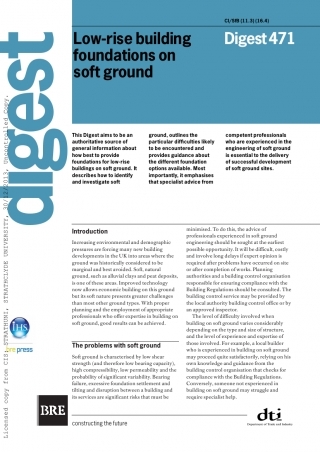 CI/SfB (11.3) (16.4)
Low-rise building
foundations on
soft ground
Digest 471
digest
Licensed copy from CIS: STRATHUNI, STRATHCLYDE UNIVERSITY, 30/12/2013, Uncontrolled Copy.
This Digest aims to be an
authoritative source of
general information about
how best to provide
foundations for low-rise
buildings on soft ground. It
describes how to identify
and investigate soft
ground, outlines the
particular difficulties likely
to be encountered and
provides guidance about
the different foundation
options available. Most
importantly, it emphasises
that specialist advice from
competent professionals
who are experienced in the
engineering of soft ground
is essential to the delivery
of successful development
of soft ground sites.
Introduction
Increasing environmental and demographic
pressures are forcing many new building
developments in the UK into areas where the
ground was historically considered to be
marginal and best avoided. Soft, natural
ground, such as alluvial clays and peat deposits,
is one of these areas. Improved technology
now allows economic building on this ground
but its soft nature presents greater challenges
than most other ground types. With proper
planning and the employment of appropriate
professionals who offer expertise in building on
soft ground, good results can be achieved.
The problems with soft ground
Soft ground is characterised by low shear
strength (and therefore low bearing capacity),
high compressibility, low permeability and the
probability of significant variability. Bearing
failure, excessive foundation settlement and
tilting and disruption between a building and
its services are significant risks that must be
minimised. To do this, the advice of
professionals experienced in soft ground
engineering should be sought at the earliest
possible opportunity. It will be difficult, costly
and involve long delays if expert opinion is
required after problems have occurred on site
or after completion of works. Planning
authorities and a building control organisation
responsible for ensuring compliance with the
Building Regulations should be consulted. The
building control service may be provided by
the local authority building control office or by
an approved inspector.
The level of difficulty involved when
building on soft ground varies considerably
depending on the type and size of structure,
and the level of experience and expertise of
those involved. For example, a local builder
who is experienced in building on soft ground
may proceed quite satisfactorily, relying on his
own knowledge and guidance from the
building control organisation that checks for
compliance with the Building Regulations.
Conversely, someone not experienced in
building on soft ground may struggle and
require specialist help.
IHS
press
BRE
constructing the future
dti
Department of Trade and Industry